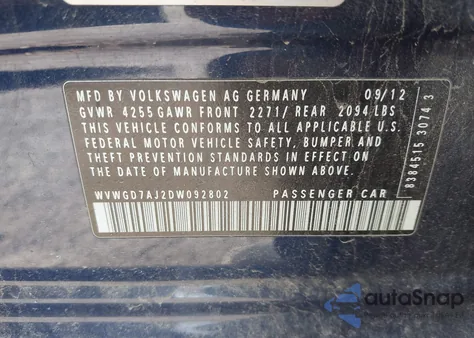 MFD BY VOLKSWAGEN AG GERMANY 09/12
GVWR 4255 GAWR FRONT 2271/ REAR 2094 LBS
THIS VEHICLE CONFORMS TO ALL APPLICABLE U.S.
FEDERAL MOTOR VEHICLE SAFETY, BUMPER AND THEFT
PREVENTION STANDARDS IN EFFECT ON
THE DATE OF MANUFACTURE SHOWN ABOVE.
WVWGD7AJ2DW092802 PASSENGER CAR
8384515 3074 3
autoSnap